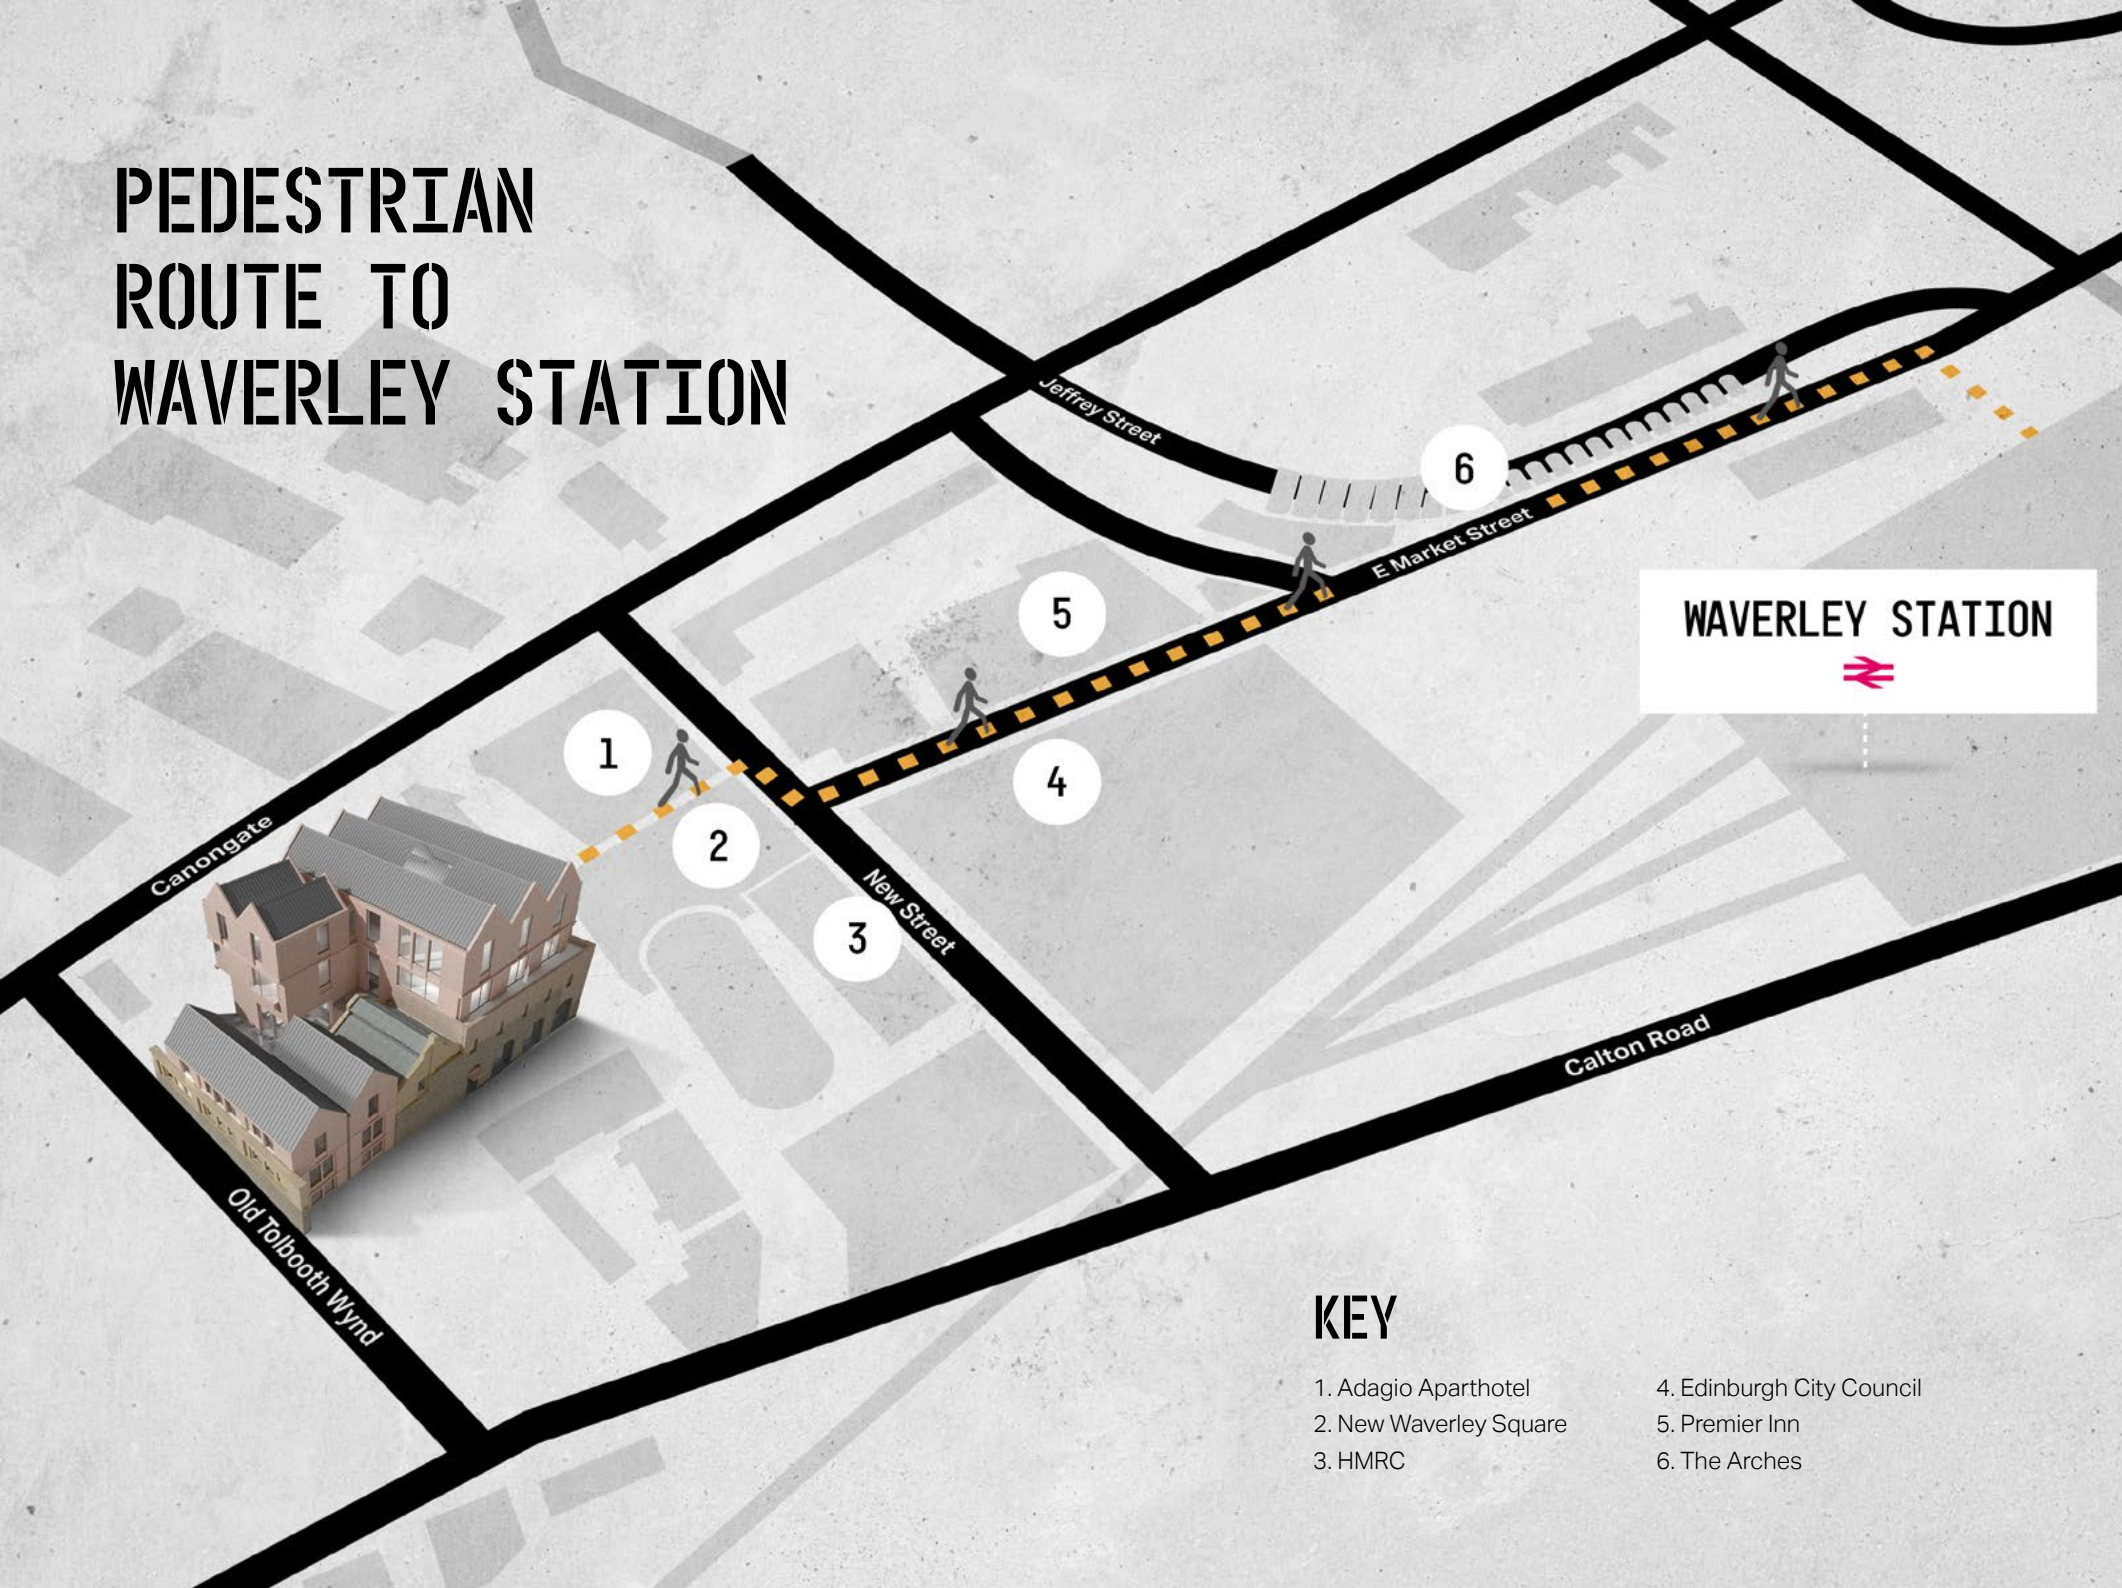 PEDESTRIAN
ROUTE TO
WAVERLEY STATION
Jeffrey Street
6
E Market Street
5
WAVERLEY STATION
1
4
2
Canongate
New Street
3
Calton Road
Old Tolbooth Wynd
KEY
1. Adagio Aparthotel
2. New Waverley Square
3. HMRC
4. Edinburgh City Council
5. Premier Inn
6. The Arches